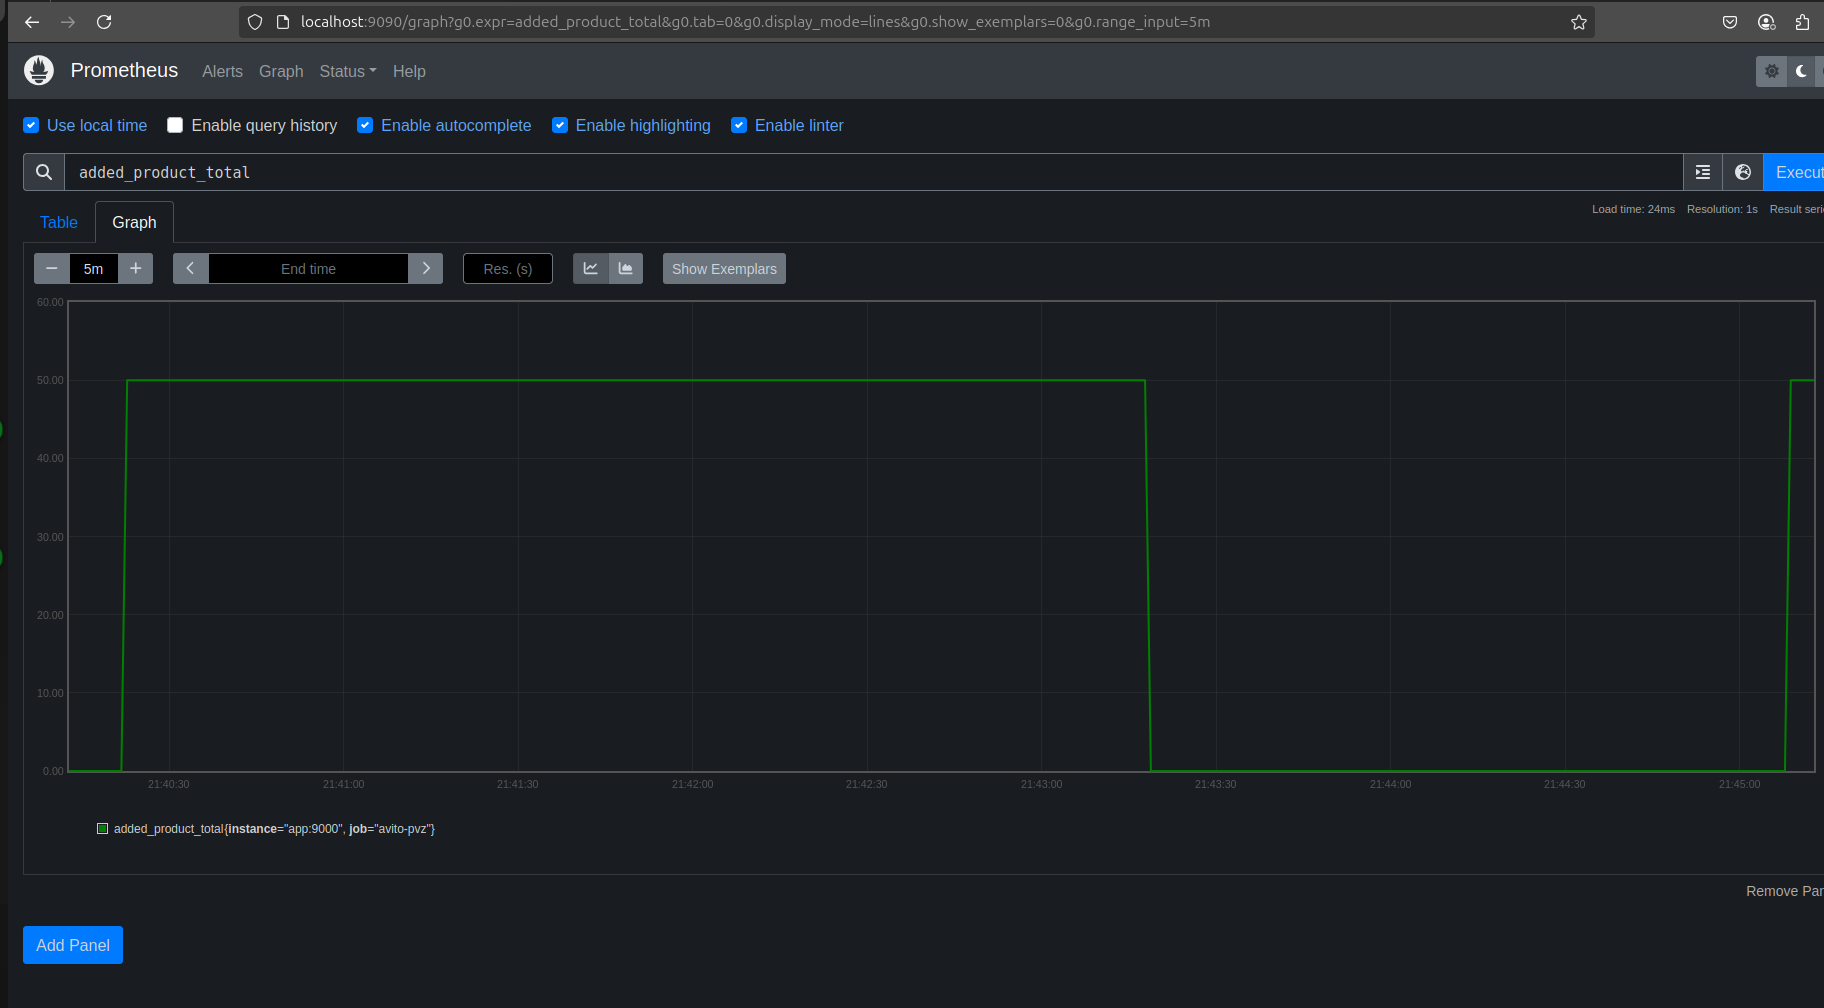 localhost:9090/graph?g0.expr=added_product_total&g0.tab=0&g0.display_mode=lines&g0.show_exemplars=0&g0.range_input=5m
Prometheus Alerts Graph Status Help
Use local time Enable query history Enable autocomplete Enable highlighting Enable linter
added_product_total Execut
Load time: 24ms Resolution: 1s Result seri
Table Graph
− 5m + End time Res. (s) Show Exemplars
60.00
50.00
40.00
30.00
20.00
10.00
0.00
21:40:30 21:41:00 21:41:30 21:42:00 21:42:30 21:43:00 21:43:30 21:44:00 21:44:30 21:45:00
added_product_total{instance="app:9000", job="avito-pvz"}
Remove Par
Add Panel